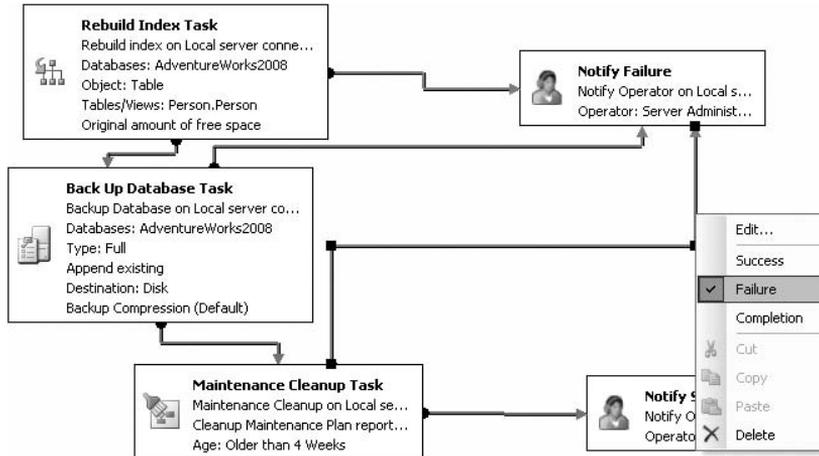 Rebuild Index Task
Rebuild index on Local server conne...
Databases: AdventureWorks2008
Object: Table
Tables/Views: Person.Person
Original amount of free space
Notify Failure
Notify Operator on Local s...
Operator: Server Administ...
Back Up Database Task
Backup Database on Local server co...
Databases: AdventureWorks2008
Type: Full
Append existing
Destination: Disk
Backup Compression (Default)
Edit...
Success
Failure
Completion
Cut
Copy
Paste
Delete
Maintenance Cleanup Task
Maintenance Cleanup on Local se...
Cleanup Maintenance Plan report...
Age: Older than 4 Weeks
Notify S
Notify O
Operato